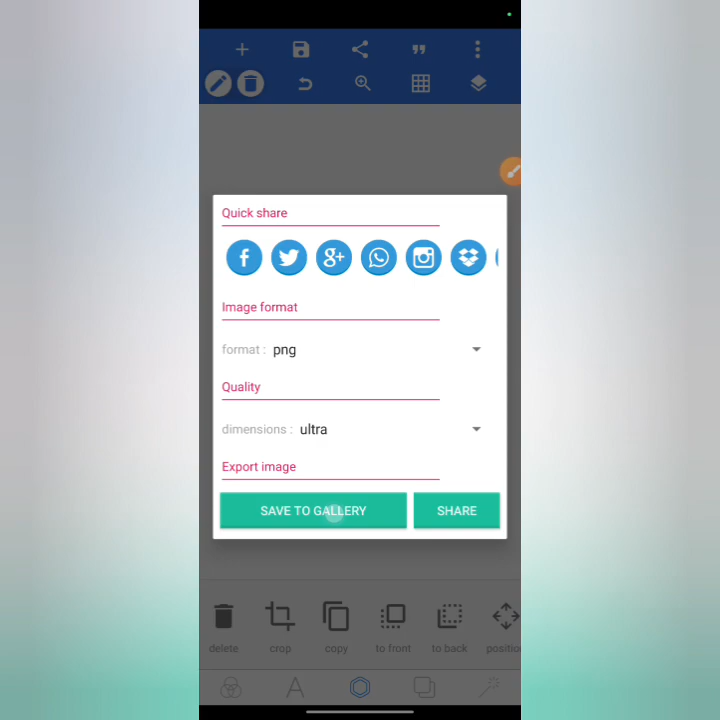 Quick share
Image format
format : png
Quality
dimensions : ultra
Export image
SAVE TO GALLERY SHARE
delete crop copy to front to back position